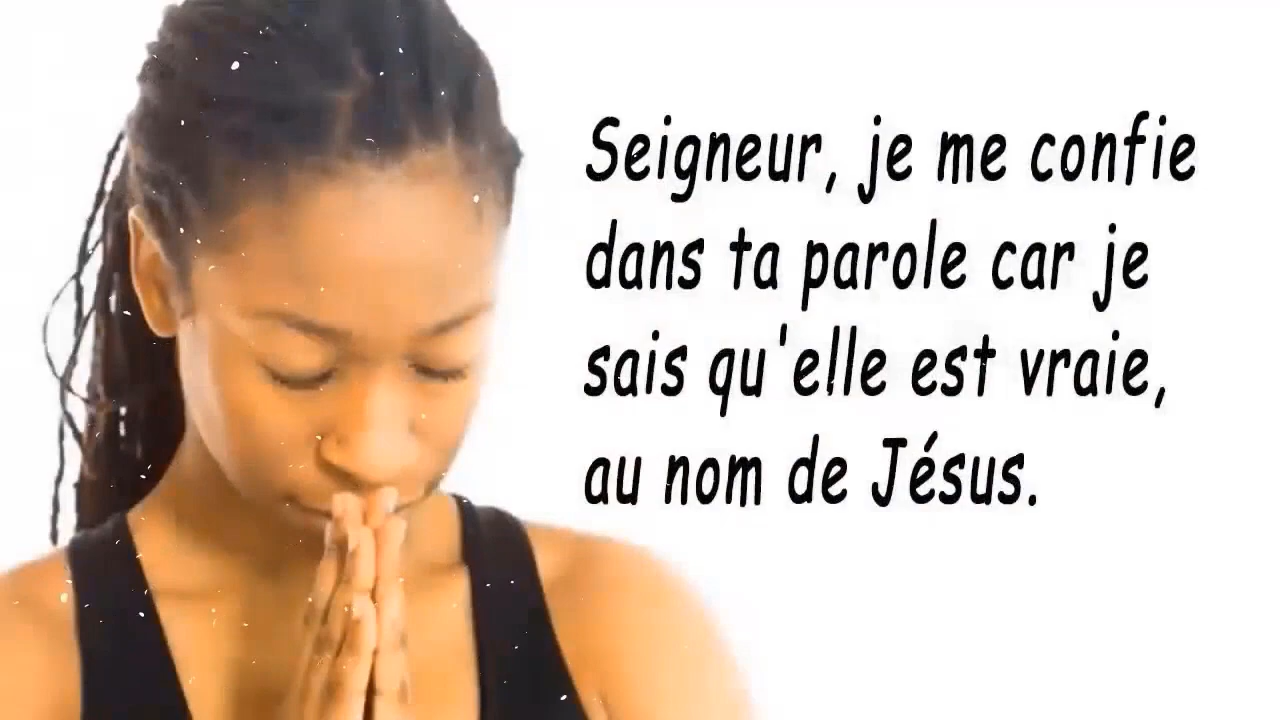 Seigneur, je me confie
dans ta parole car je
sais qu'elle est vraie,
au nom de Jésus.